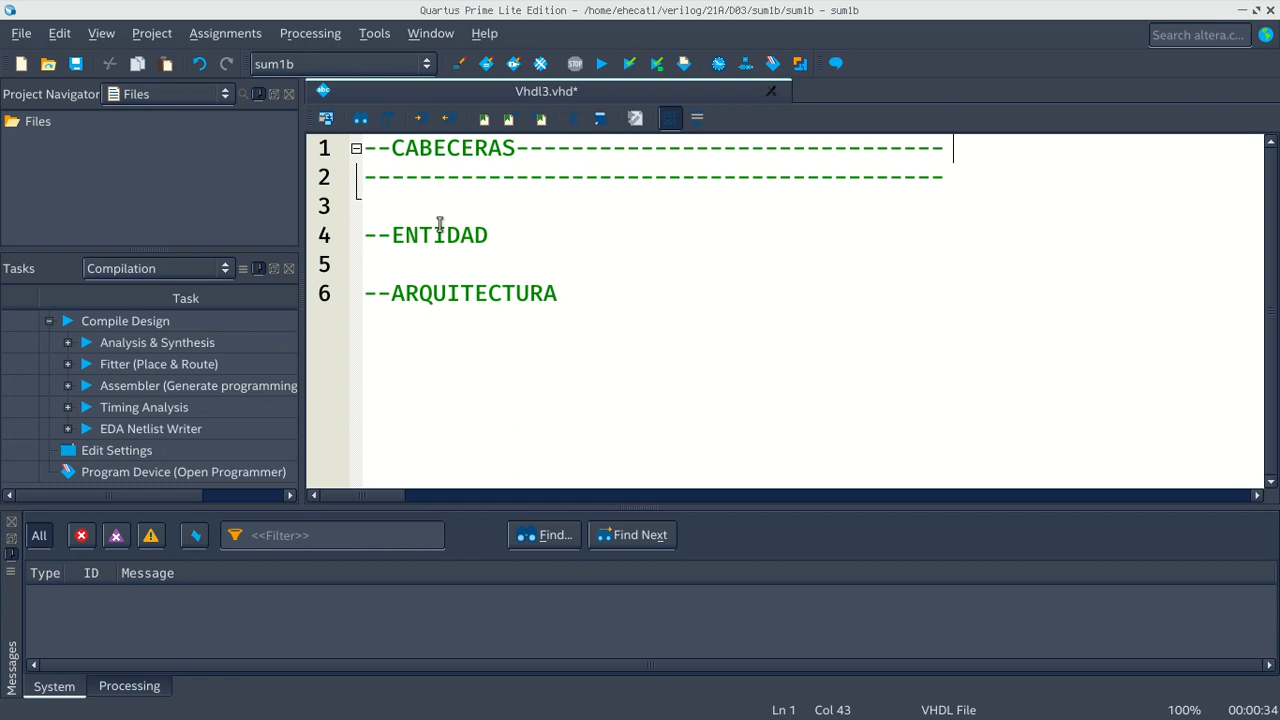 Quartus Prime Lite Edition - /home/ehecatl/verilog/21A/D03/sum1b/sum1b - sum1b
File Edit View Project Assignments Processing Tools Window Help Search altera.c...
sum1b
Project Navigator Files
Files
Vhdl3.vhd*
1 --CABECERAS-------------------------------
2 ------------------------------------------
3
4 --ENTIDAD
5
6 --ARQUITECTURA
Tasks Compilation
Task
Compile Design
Analysis & Synthesis
Fitter (Place & Route)
Assembler (Generate programming
Timing Analysis
EDA Netlist Writer
Edit Settings
Program Device (Open Programmer)
All <<Filter>> Find... Find Next
Type ID Message
Messages
System Processing
Ln 1 Col 43 VHDL File 100% 00:00:34